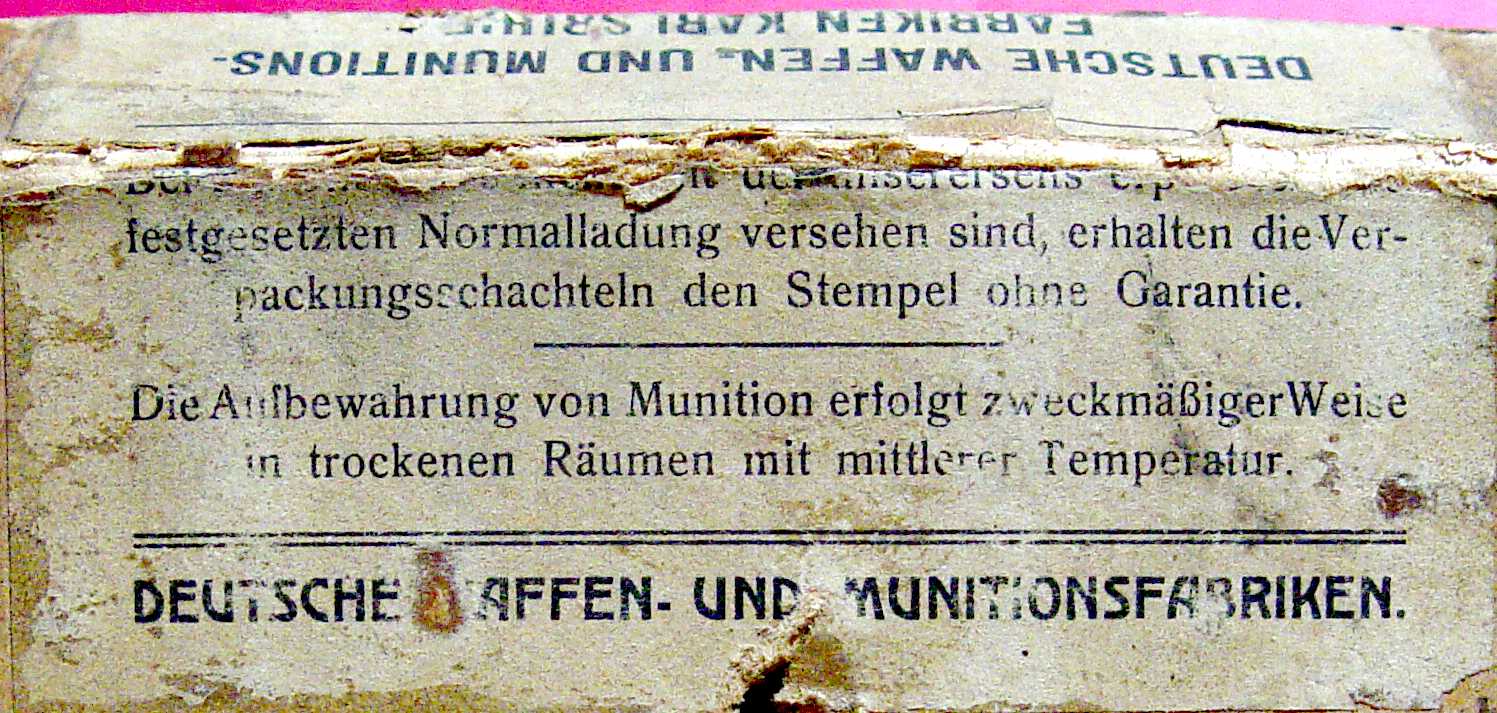 FABRIKEN KARLSRUHE.
DEUTSCHE WAFFEN- UND MUNITIONS-
unsererseits
festgesetzten Normalladung versehen sind, erhalten die Ver-
packungsschachteln den Stempel ohne Garantie.
Die Aufbewahrung von Munition erfolgt zweckmäßiger Weise
in trockenen Räumen mit mittlerer Temperatur.
DEUTSCHE WAFFEN- UND MUNITIONSFABRIKEN.